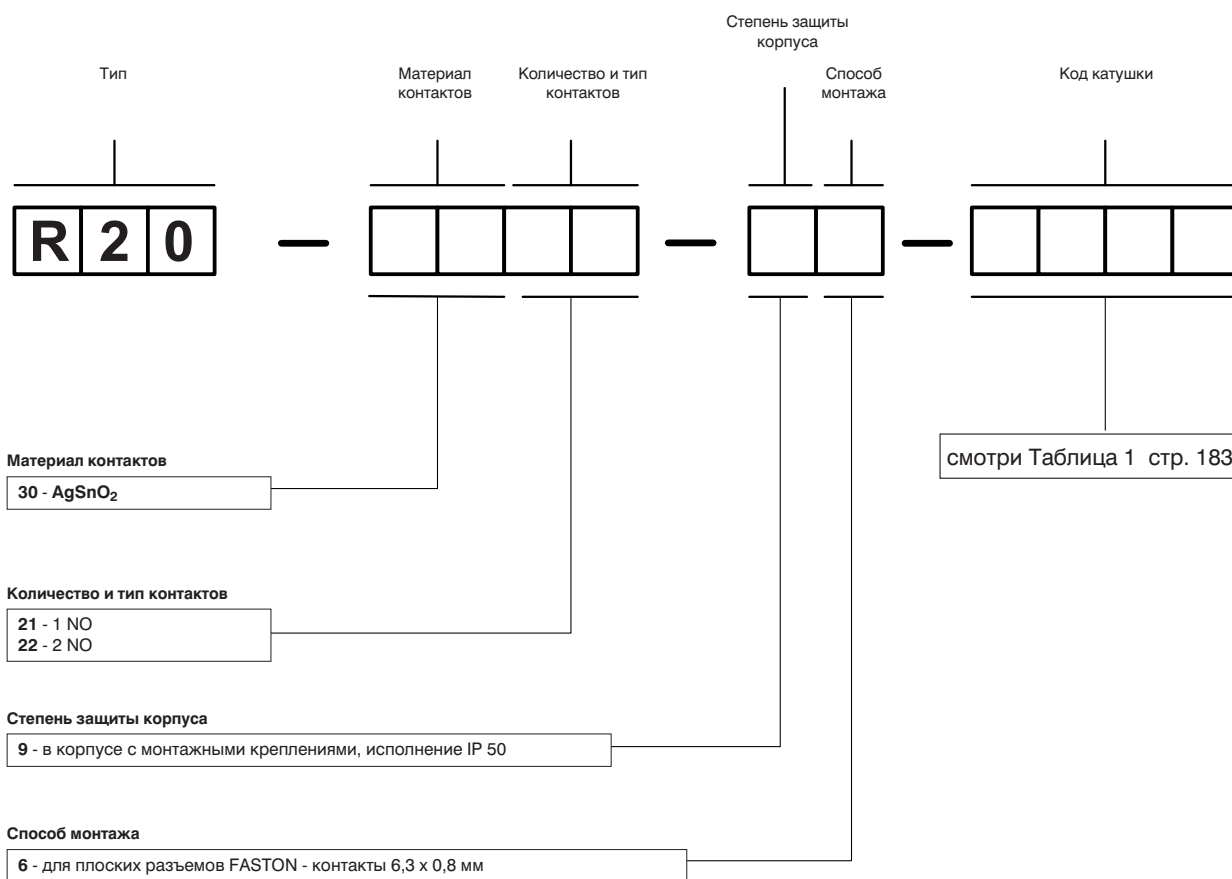 Степень защиты
корпуса
Тип
Материал
контактов
Количество и тип
контактов
Способ
монтажа
Код катушки
R 2 0 — — —
Материал контактов
30 - AgSnO₂
смотри Таблица 1 стр. 183
Количество и тип контактов
21 - 1 NO
22 - 2 NO
Степень защиты корпуса
9 - в корпусе с монтажными креплениями, исполнение IP 50
Способ монтажа
6 - для плоских разъемов FASTON - контакты 6,3 x 0,8 мм